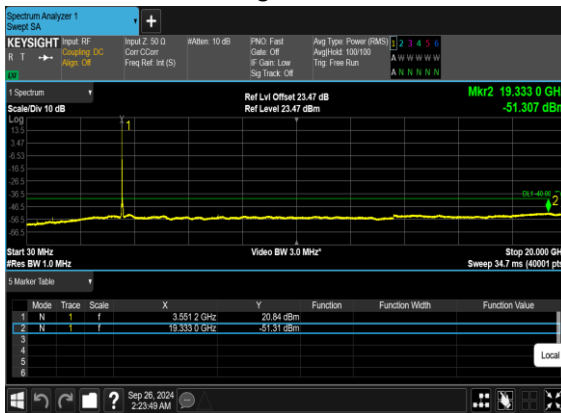 Spectrum Analyzer 1
Swept SA
KEYSIGHT Input: RF Input Z: 50 Ω #Atten: 10 dB PNO: Fast Avg Type: Power (RMS) 1 2 3 4 5 6
R T Coupling: DC Corr CCorr Gate: Off Avg|Hold: 100/100 A W W W W W
Align: Off Freq Ref: Int (S) IF Gain: Low Trig: Free Run
LXI Sig Track: Off A N N N N N
1 Spectrum Ref Lvl Offset 23.47 dB Mkr2 19.333 0 GH
Scale/Div 10 dB Ref Level 23.47 dBm -51.307 dBr
Log 1
13.5
3.47
-6.53
-16.5
-26.5
-36.5 DL1 -40.00
-46.5 2
-56.5
-66.5
Start 30 MHz Video BW 3.0 MHz* Stop 20.000 G
#Res BW 1.0 MHz Sweep 34.7 ms (40001 pts
5 Marker Table
Mode Trace Scale X Y Function Function Width Function Value
1 N 1 f 3.551 2 GHz 20.84 dBm
2 N 1 f 19.333 0 GHz -51.31 dBm
3
4
5 Local
6
? Sep 26, 2024
2:23:49 AM